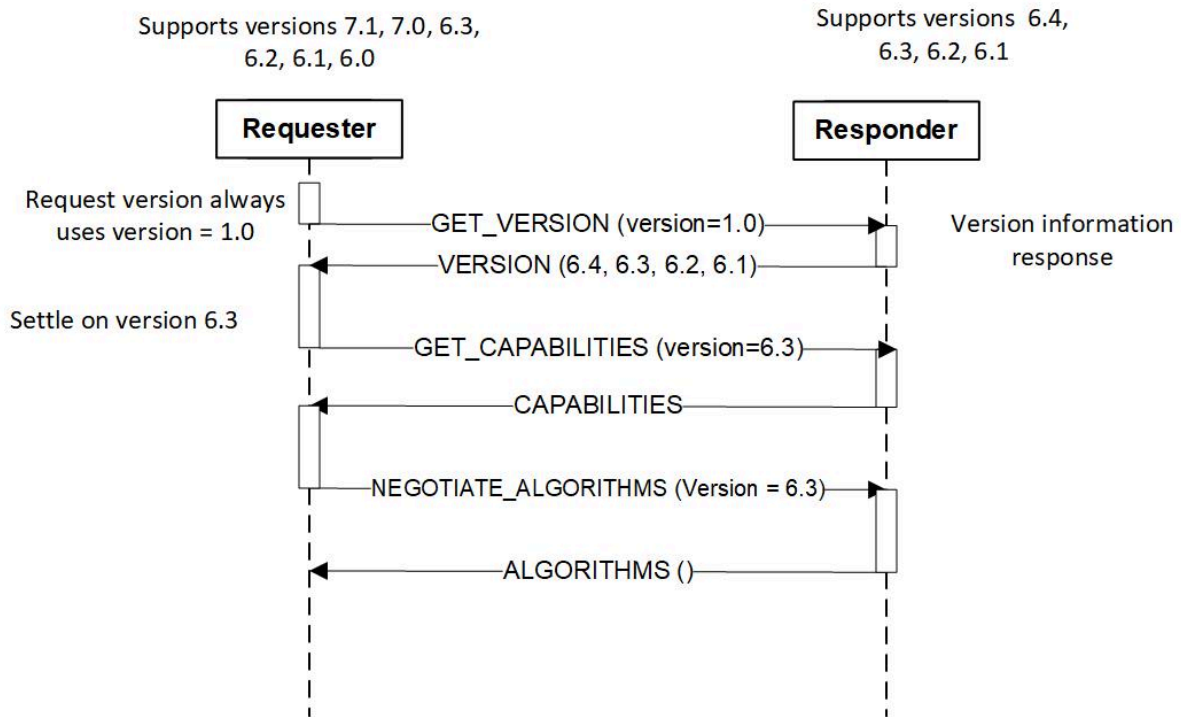 Supports versions 7.1, 7.0, 6.3,
6.2, 6.1, 6.0
Supports versions 6.4,
6.3, 6.2, 6.1
Requester
Responder
Request version always
uses version = 1.0
GET_VERSION (version=1.0)
Version information
response
VERSION (6.4, 6.3, 6.2, 6.1)
Settle on version 6.3
GET_CAPABILITIES (version=6.3)
CAPABILITIES
NEGOTIATE_ALGORITHMS (Version = 6.3)
ALGORITHMS ()